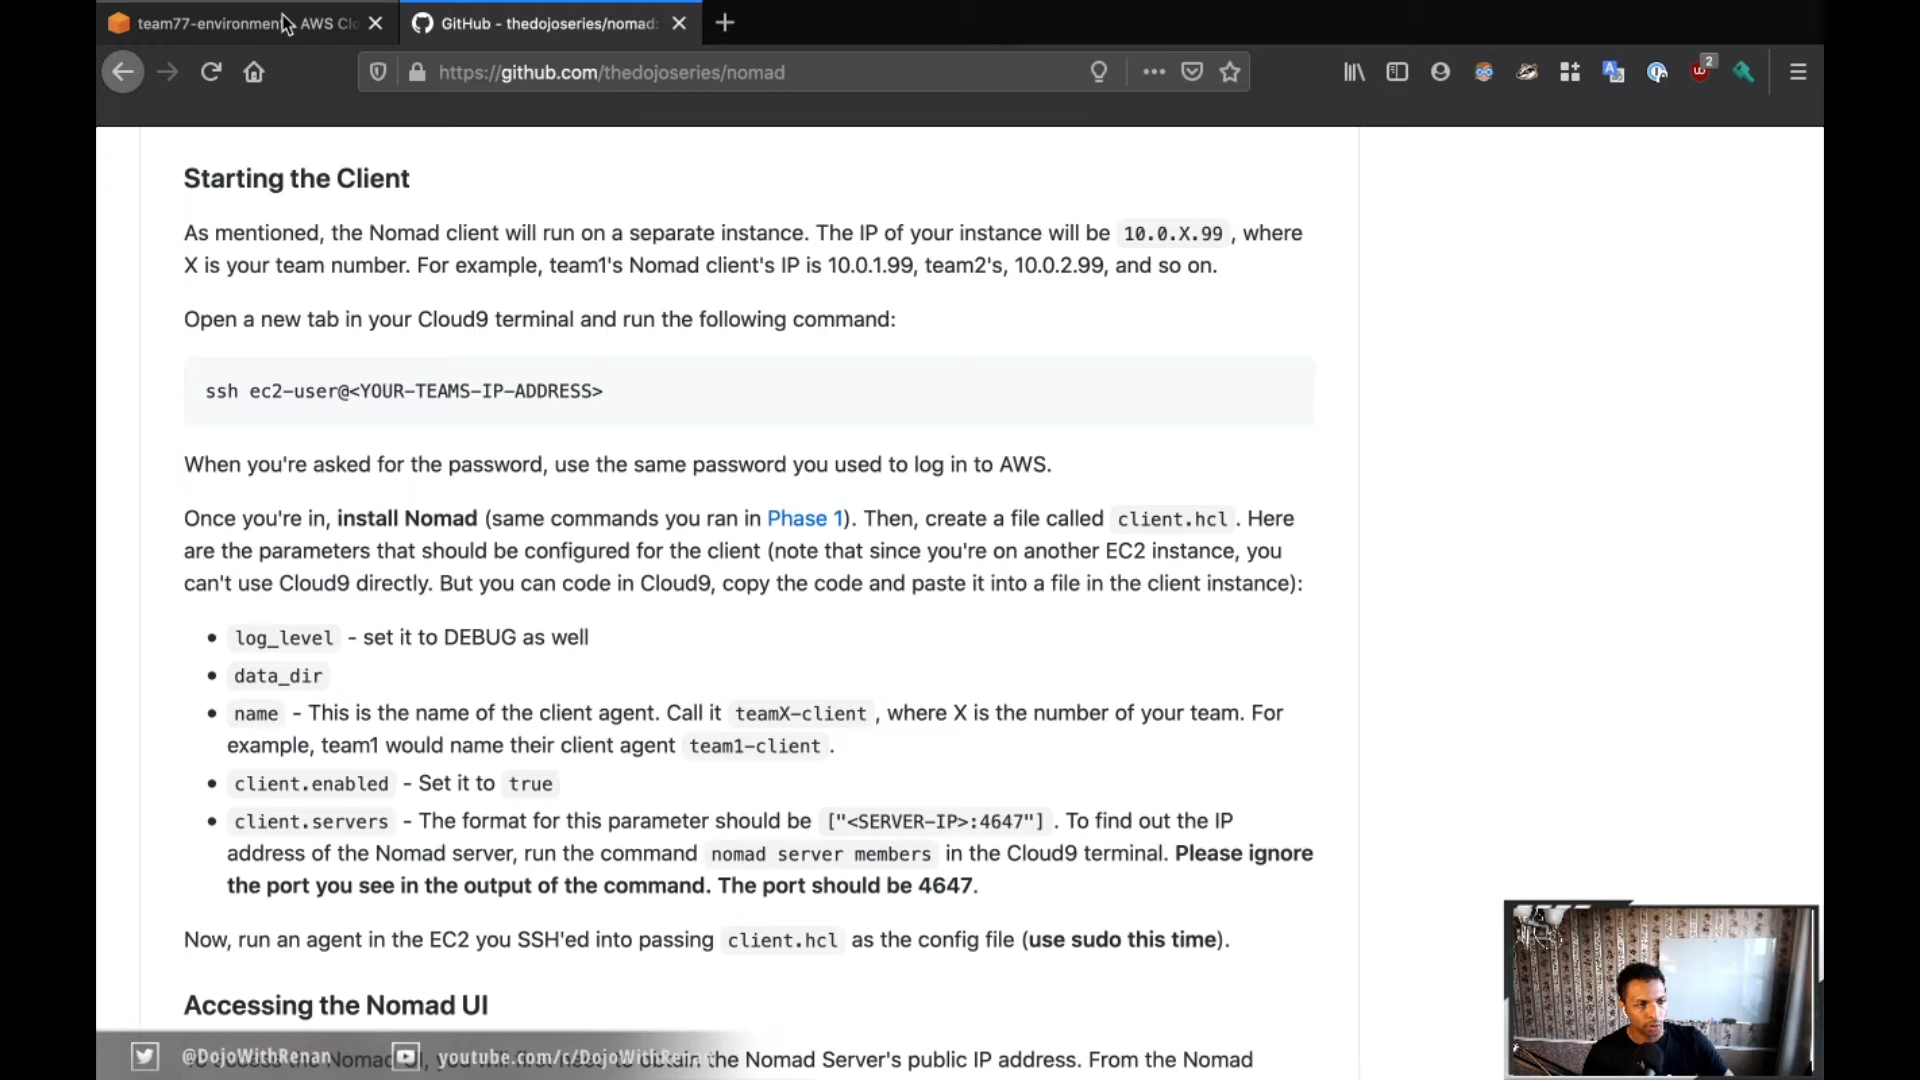 team77-environment - AWS Clo
GitHub - thedojoseries/nomad:
https://github.com/thedojoseries/nomad
2
Starting the Client
As mentioned, the Nomad client will run on a separate instance. The IP of your instance will be 10.0.X.99 , where
X is your team number. For example, team1's Nomad client's IP is 10.0.1.99, team2's, 10.0.2.99, and so on.
Open a new tab in your Cloud9 terminal and run the following command:
ssh ec2-user@<YOUR-TEAMS-IP-ADDRESS>
When you're asked for the password, use the same password you used to log in to AWS.
Once you're in, install Nomad (same commands you ran in Phase 1). Then, create a file called client.hcl . Here
are the parameters that should be configured for the client (note that since you're on another EC2 instance, you
can't use Cloud9 directly. But you can code in Cloud9, copy the code and paste it into a file in the client instance):
• log_level - set it to DEBUG as well
• data_dir
• name - This is the name of the client agent. Call it teamX-client , where X is the number of your team. For
example, team1 would name their client agent team1-client .
• client.enabled - Set it to true
• client.servers - The format for this parameter should be ["<SERVER-IP>:4647"] . To find out the IP
address of the Nomad server, run the command nomad server members in the Cloud9 terminal. Please ignore
the port you see in the output of the command. The port should be 4647.
Now, run an agent in the EC2 you SSH'ed into passing client.hcl as the config file (use sudo this time).
Accessing the Nomad UI
@DojoWithRenan youtube.com/c/DojoWithRenan
the Nomad Server's public IP address. From the Nomad